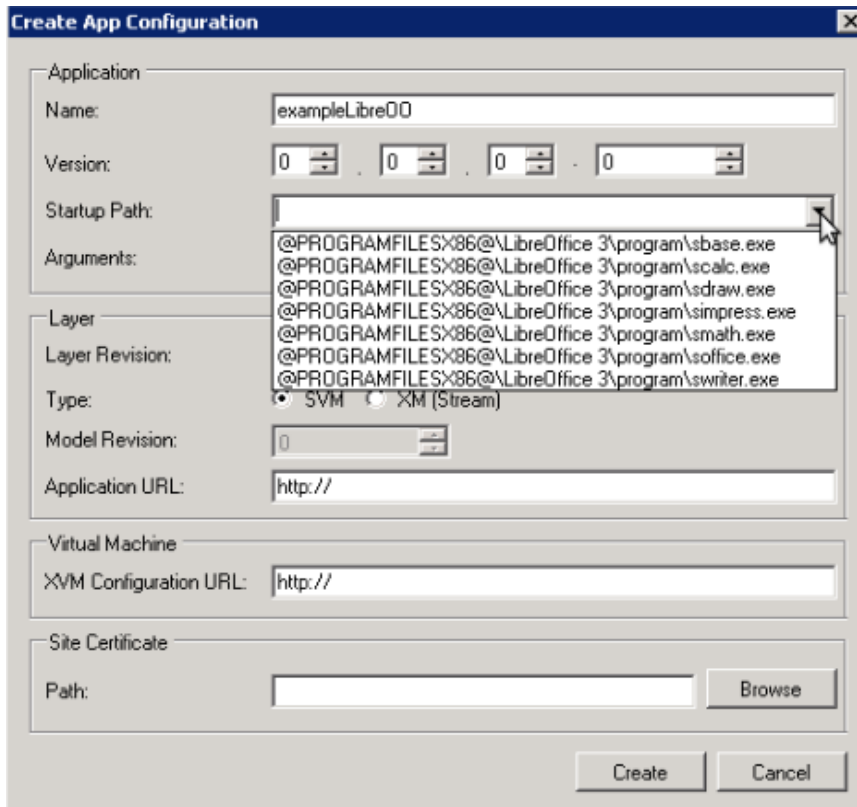 Create App Configuration
Application
Name: exampleLibreOO
Version: 0 . 0 . 0 - 0
Startup Path:
@PROGRAMFILESX86@\LibreOffice 3\program\sbase.exe
Arguments: @PROGRAMFILESX86@\LibreOffice 3\program\scalc.exe
@PROGRAMFILESX86@\LibreOffice 3\program\sdraw.exe
@PROGRAMFILESX86@\LibreOffice 3\program\simpress.exe
Layer
@PROGRAMFILESX86@\LibreOffice 3\program\smath.exe
Layer Revision: @PROGRAMFILESX86@\LibreOffice 3\program\soffice.exe
@PROGRAMFILESX86@\LibreOffice 3\program\swriter.exe
Type: SVM XM (Stream)
Model Revision: 0
Application URL: http://
Virtual Machine
XVM Configuration URL: http://
Site Certificate
Path: Browse
Create Cancel